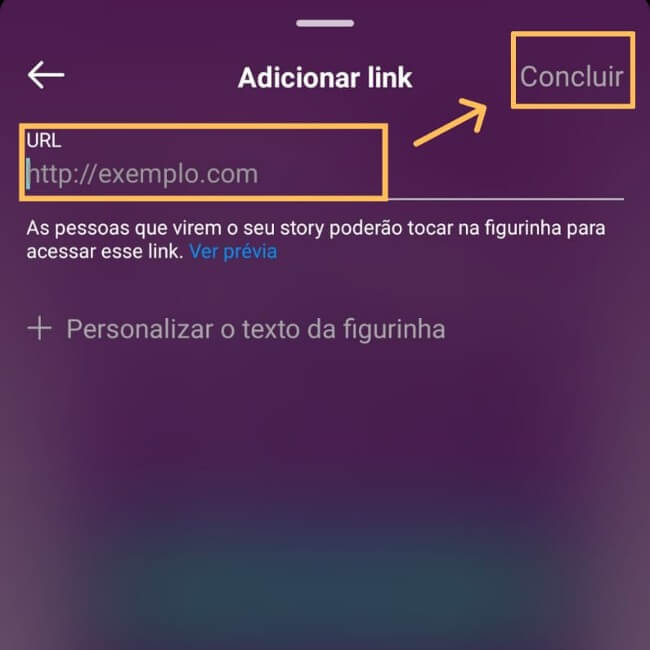 Adicionar link
Concluir
URL
http://exemplo.com
As pessoas que virem o seu story poderão tocar na figurinha para
acessar esse link. Ver prévia
+ Personalizar o texto da figurinha